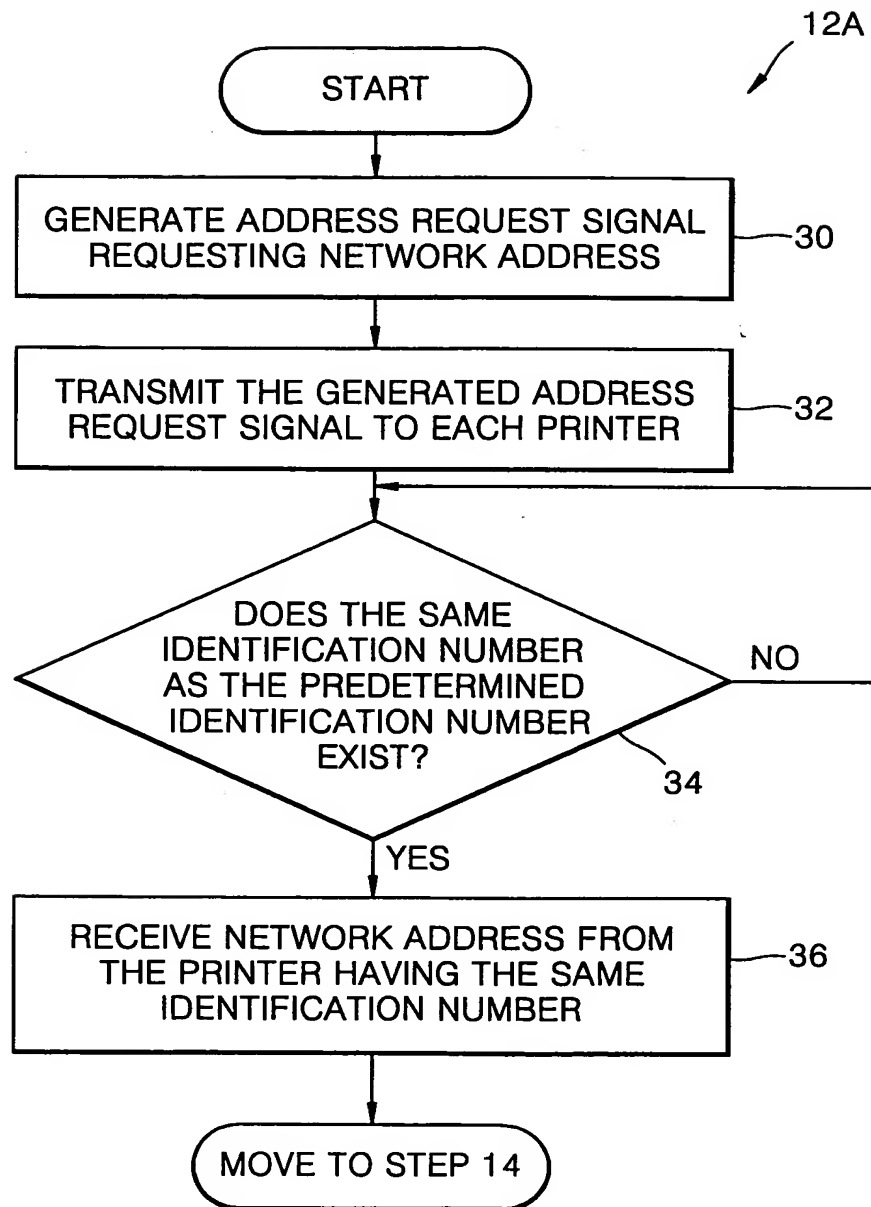 12A
START
GENERATE ADDRESS REQUEST SIGNAL
REQUESTING NETWORK ADDRESS
30
TRANSMIT THE GENERATED ADDRESS
REQUEST SIGNAL TO EACH PRINTER
32
DOES THE SAME
IDENTIFICATION NUMBER
AS THE PREDETERMINED
IDENTIFICATION NUMBER
EXIST?
NO
34
YES
RECEIVE NETWORK ADDRESS FROM
THE PRINTER HAVING THE SAME
IDENTIFICATION NUMBER
36
MOVE TO STEP 14